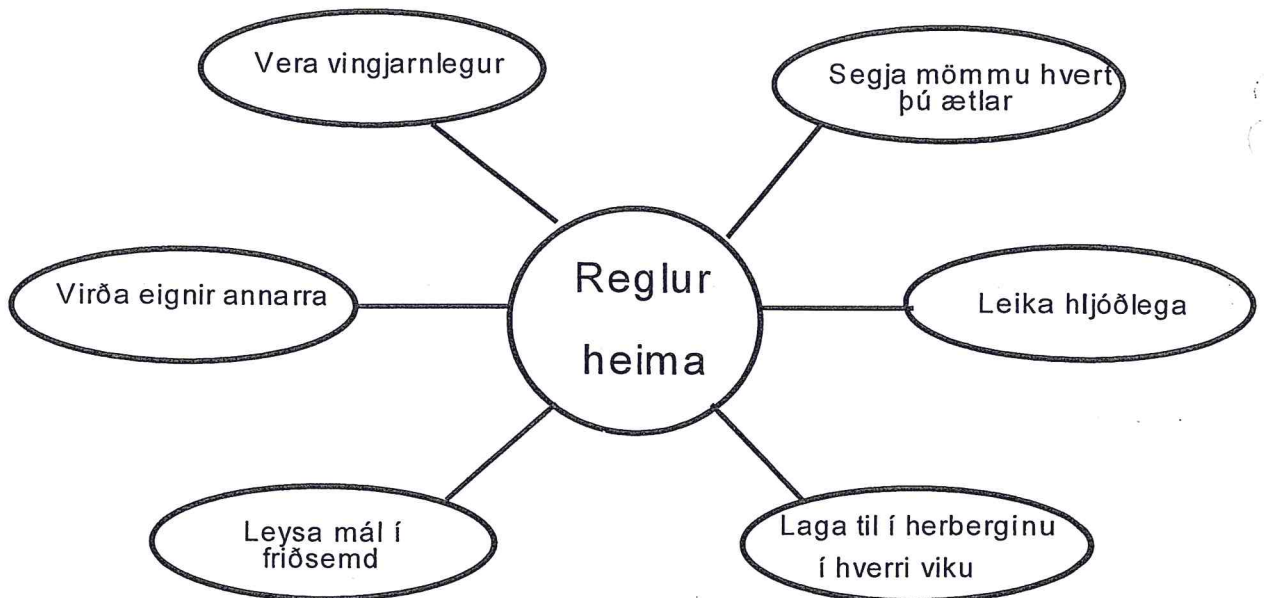 Vera vingjarnlegur
Segja mömmu hvert
þú ætlar
Virða eignir annarra
Reglur
heima
Leika hljóðlega
Leysa mál í
friðsemd
Laga til í herberginu
í hverri viku